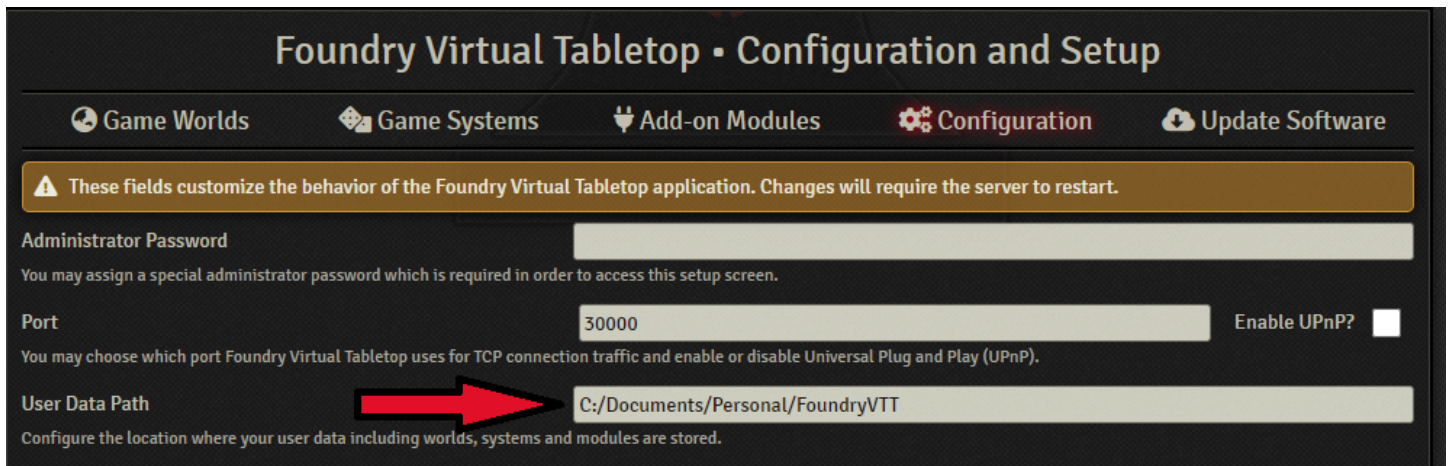 Foundry Virtual Tabletop • Configuration and Setup
Game Worlds Game Systems Add-on Modules Configuration Update Software
These fields customize the behavior of the Foundry Virtual Tabletop application. Changes will require the server to restart.
Administrator Password
You may assign a special administrator password which is required in order to access this setup screen.
Port 30000 Enable UPnP?
You may choose which port Foundry Virtual Tabletop uses for TCP connection traffic and enable or disable Universal Plug and Play (UPnP).
User Data Path C:/Documents/Personal/FoundryVTT
Configure the location where your user data including worlds, systems and modules are stored.